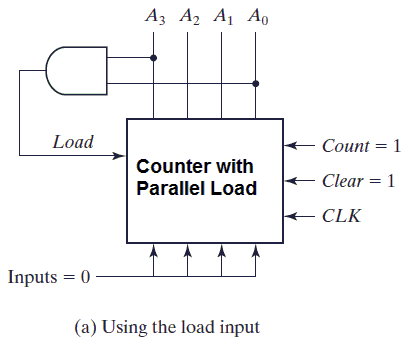 A3 A2 A1 A0
Load
Counter with
Parallel Load
Count = 1
Clear = 1
CLK
Inputs = 0
(a) Using the load input